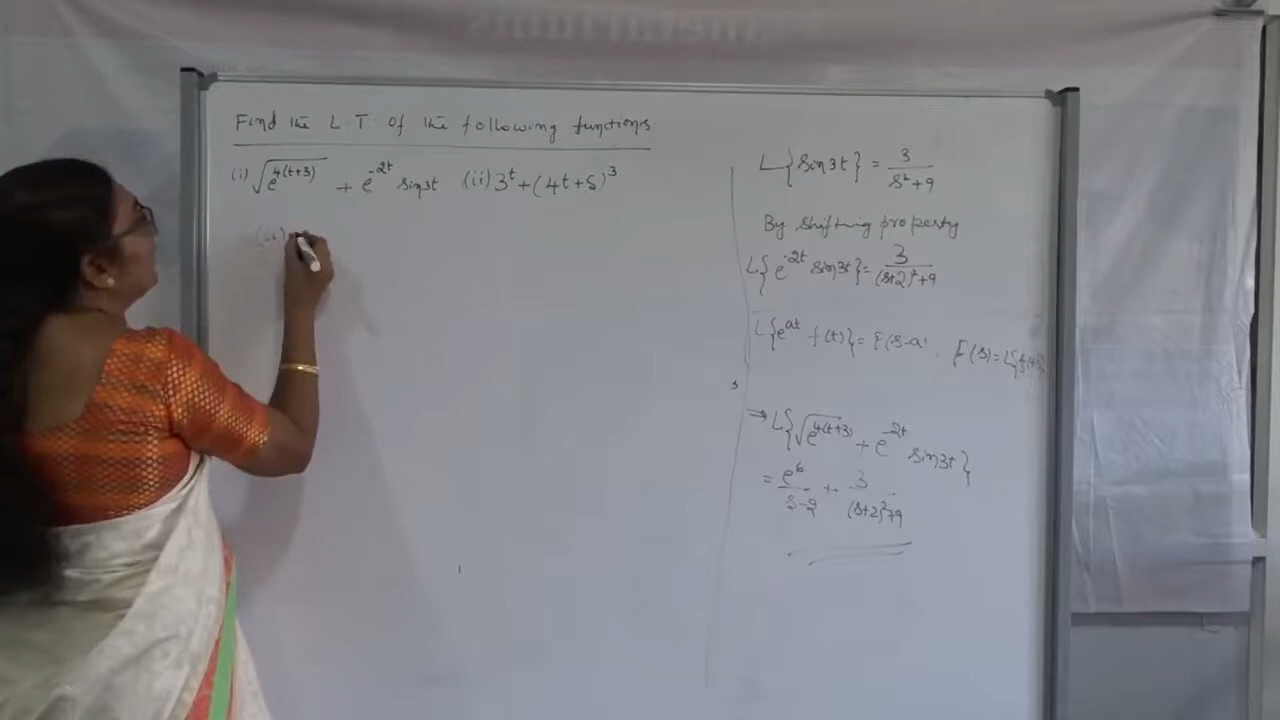 Find the L.T. of the following functions
(i) √e^{4(t+3)} + e^{-2t} sin3t (ii) 3^t + (4t+5)^3
(ii)
L{sin3t} = 3/(s²+9)
By shifting property
L{e^{-2t} sin3t} = 3/((s+2)²+9)
L{e^{at} f(t)} = F(s-a). F(s) = L{f(t)}
⇒ L{√e^{4(t+3)} + e^{-2t} sin3t}
= e^6/(s-2) + 3/((s+2)²+9)